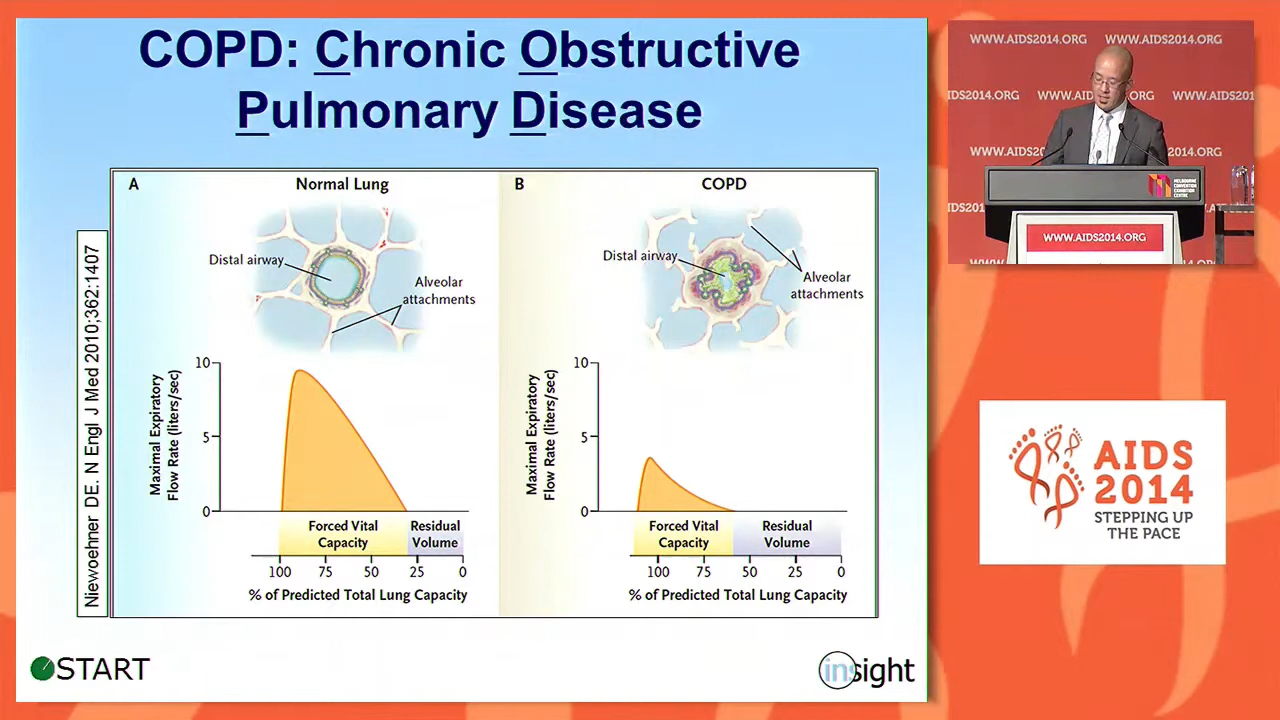 COPD: Chronic Obstructive
Pulmonary Disease
Niewoehner DE. N Engl J Med 2010;362:1407
A
Normal Lung
Distal airway
Alveolar
attachments
10
5
0
Maximal Expiratory
Flow Rate (liters/sec)
Forced Vital
Capacity
Residual
Volume
100 75 50 25 0
% of Predicted Total Lung Capacity
B
COPD
Distal airway
Alveolar
attachments
10
5
0
Maximal Expiratory
Flow Rate (liters/sec)
Forced Vital
Capacity
Residual
Volume
100 75 50 25 0
% of Predicted Total Lung Capacity
START
insight
WWW.AIDS2014.ORG WWW.AIDS2014.ORG
IDS2014.ORG WWW.AIDS2014.ORG WWW.AIDS201
WWW.AIDS20 2014.ORG
MELBOURNE
CONVENTION
EXHIBITION
CENTRE
WWW.AIDS2014.ORG
AIDS
2014
STEPPING UP
THE PACE